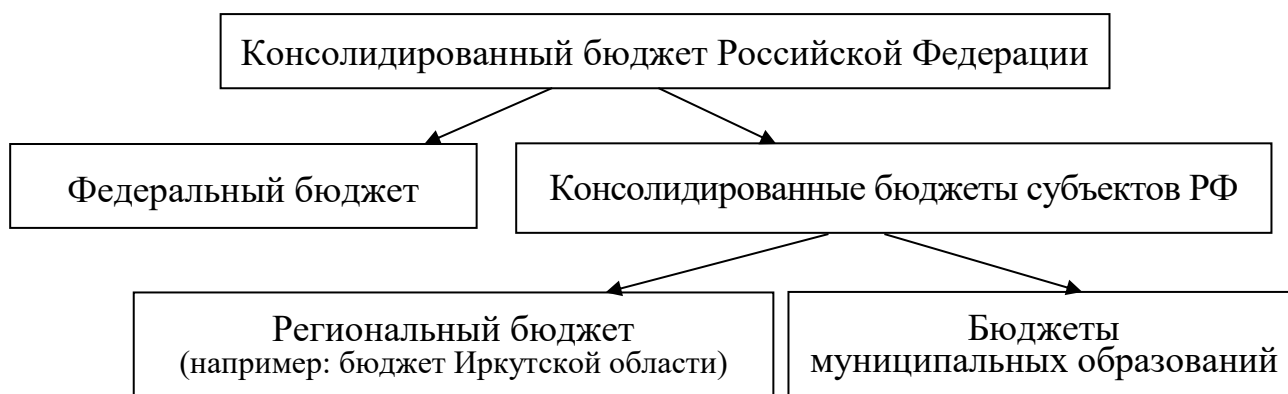 Консолидированный бюджет Российской Федерации
Федеральный бюджет
Консолидированные бюджеты субъектов РФ
Региональный бюджет
(например: бюджет Иркутской области)
Бюджеты
муниципальных образований